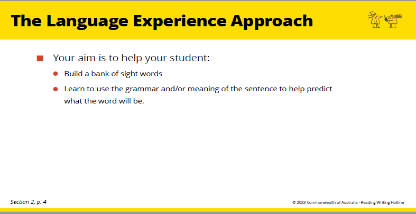 The Language Experience Approach
Your aim is to help your student:
Build a bank of sight words
Learn to use the grammar and/or meaning of the sentence to help predict
what the word will be.
Section 2, p. 4
© 2023 Commonwealth of Australia - Reading Writing Hotline